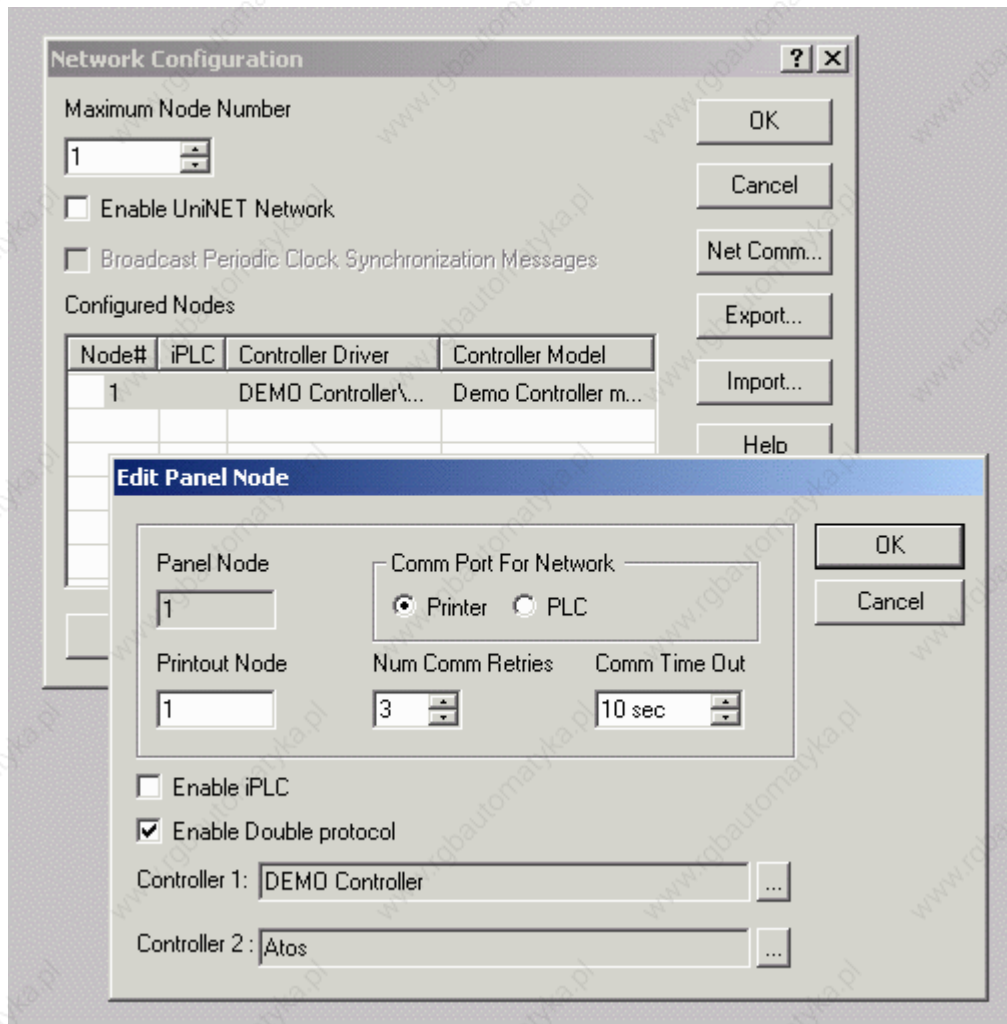 Network Configuration
Maximum Node Number
1
OK
Cancel
Enable UniNET Network
Net Comm...
Broadcast Periodic Clock Synchronization Messages
Configured Nodes
Export...
Node# iPLC Controller Driver Controller Model
Import...
1 DEMO Controller\... Demo Controller m...
Help
Edit Panel Node
OK
Cancel
Panel Node
1
Comm Port For Network
Printer PLC
Printout Node
1
Num Comm Retries
3
Comm Time Out
10 sec
Enable iPLC
Enable Double protocol
Controller 1: DEMO Controller ...
Controller 2 : Atos ...
www.rgbautomatyka.pl